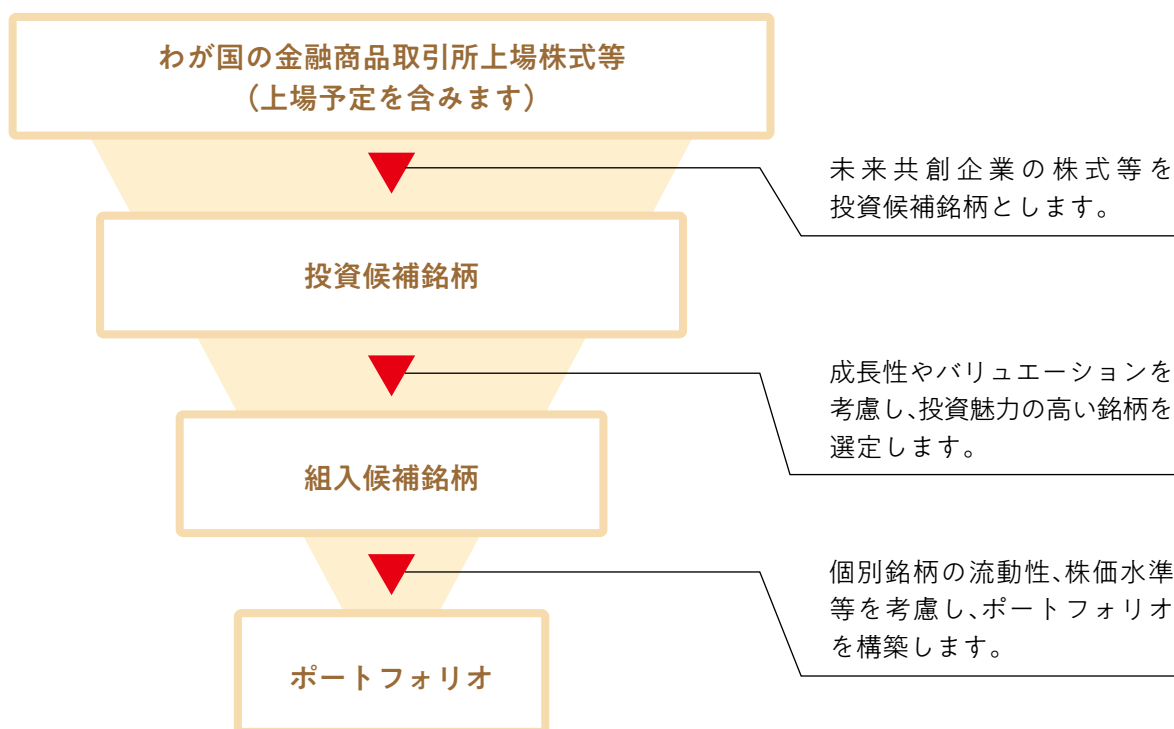 わが国の金融商品取引所上場株式等
（上場予定を含みます）
未来共創企業の株式等を
投資候補銘柄とします。
投資候補銘柄
成長性やバリュエーションを
考慮し、投資魅力の高い銘柄を
選定します。
組入候補銘柄
個別銘柄の流動性、株価水準
等を考慮し、ポートフォリオ
を構築します。
ポートフォリオ